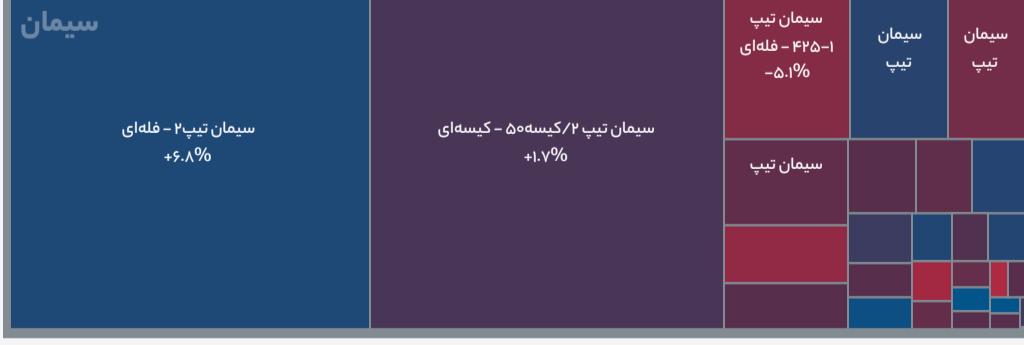 سیمان
سیمان تیپ۲ - فله‌ای
+۶.۸%
سیمان تیپ ۲/کیسه۵۰ - کیسه‌ای
+۱.۷%
سیمان تیپ
۱-۴۲۵ - فله‌ای
-۵.۱%
سیمان
تیپ
سیمان
تیپ
سیمان تیپ